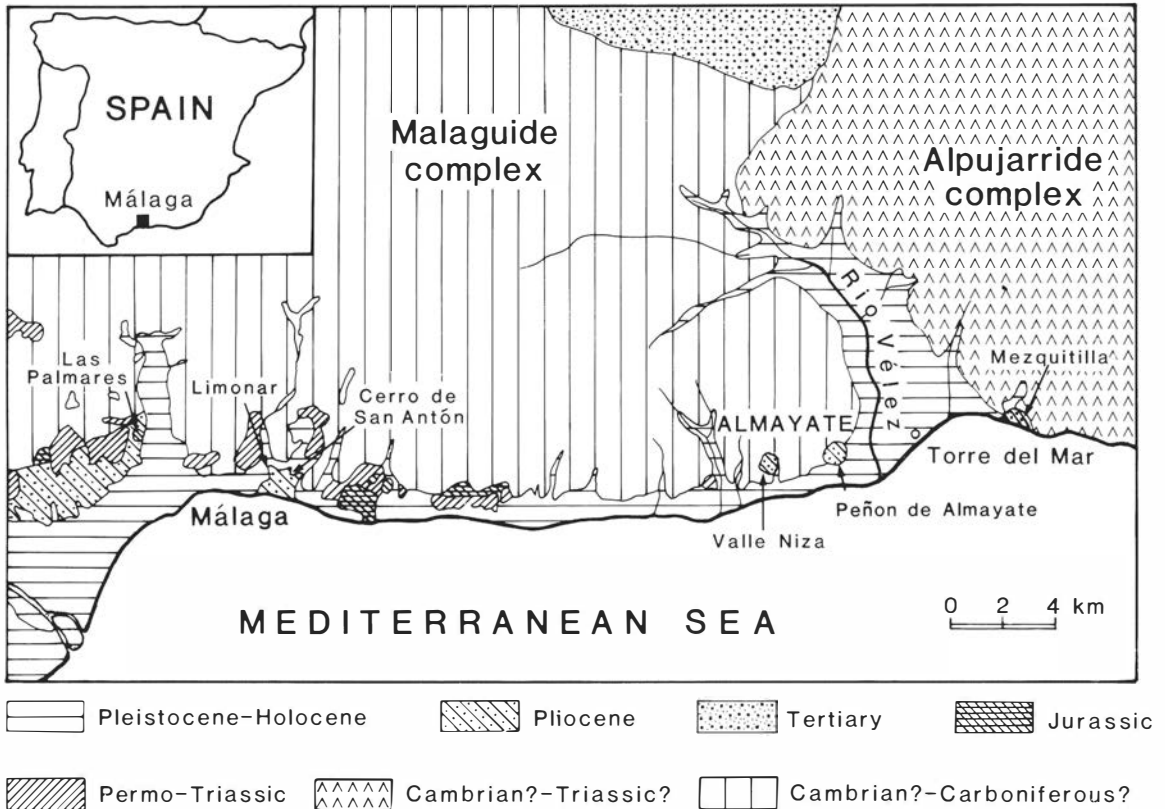 SPAIN
Málaga
Malaguide
complex
Alpujarride
complex
Río Vélez
Las
Palmares
Limonar
Cerro de
San Antón
ALMAYATE
Mezquitilla
Torre del Mar
Málaga
Peñon de Almayate
Valle Niza
MEDITERRANEAN SEA
0 2 4 km
Pleistocene-Holocene
Pliocene
Tertiary
Jurassic
Permo-Triassic
Cambrian?-Triassic?
Cambrian?-Carboniferous?